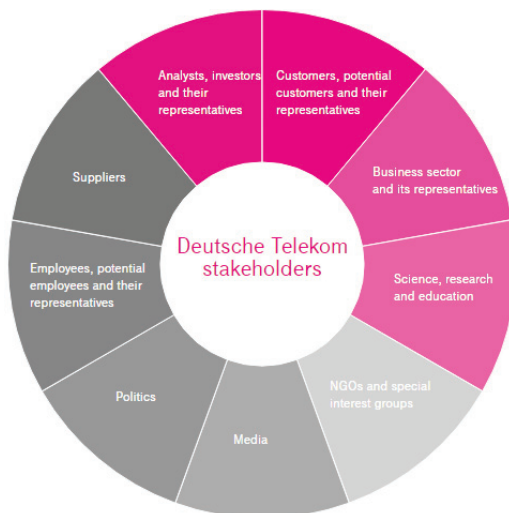 Analysts, investors
and their
representatives
Customers, potential
customers and their
representatives
Business sector
and its representatives
Science, research
and education
NGOs and special
interest groups
Media
Politics
Employees, potential
employees and their
representatives
Suppliers
Deutsche Telekom
stakeholders